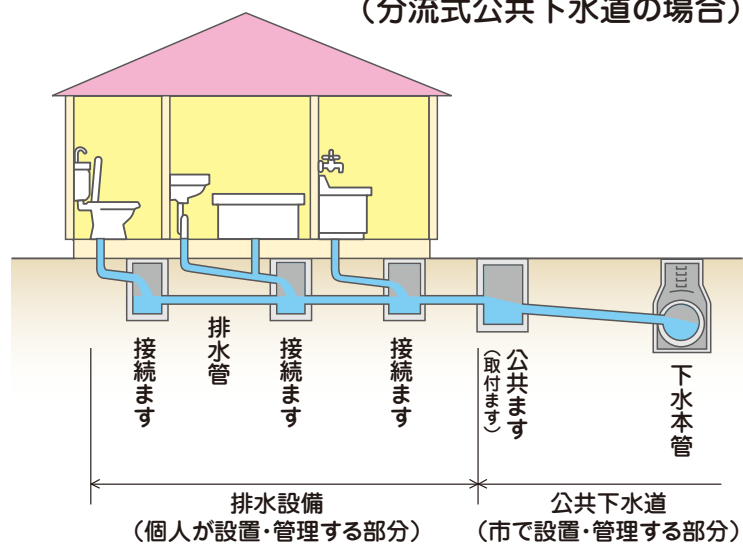 （分流式公共下水道の場合）
接続ます
排水管
接続ます
接続ます
公共ます
（取付ます）
下水本管
排水設備
（個人が設置・管理する部分）
公共下水道
（市で設置・管理する部分）